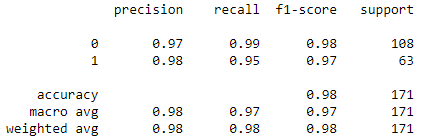 precision recall f1-score support
0 0.97 0.99 0.98 108
1 0.98 0.95 0.97 63
accuracy 0.98 171
macro avg 0.98 0.97 0.97 171
weighted avg 0.98 0.98 0.98 171